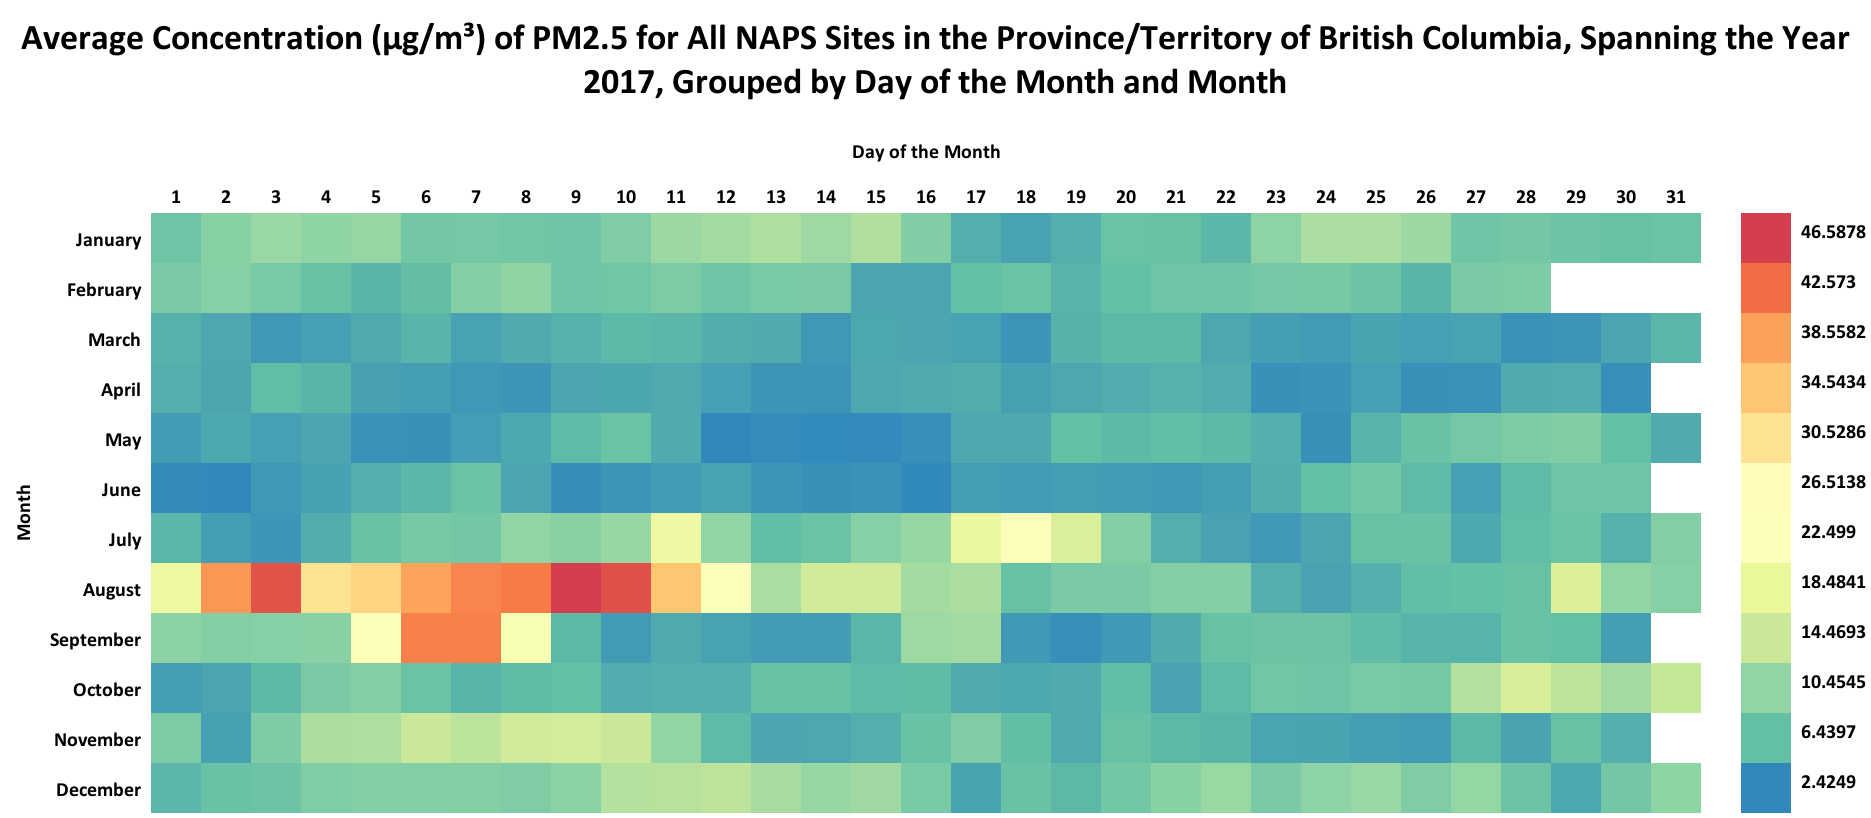 Average Concentration (µg/m³) of PM2.5 for All NAPS Sites in the Province/Territory of British Columbia, Spanning the Year
2017, Grouped by Day of the Month and Month
Day of the Month
1 2 3 4 5 6 7 8 9 10 11 12 13 14 15 16 17 18 19 20 21 22 23 24 25 26 27 28 29 30 31
Month
January
February
March
April
May
June
July
August
September
October
November
December
46.5878
42.573
38.5582
34.5434
30.5286
26.5138
22.499
18.4841
14.4693
10.4545
6.4397
2.4249